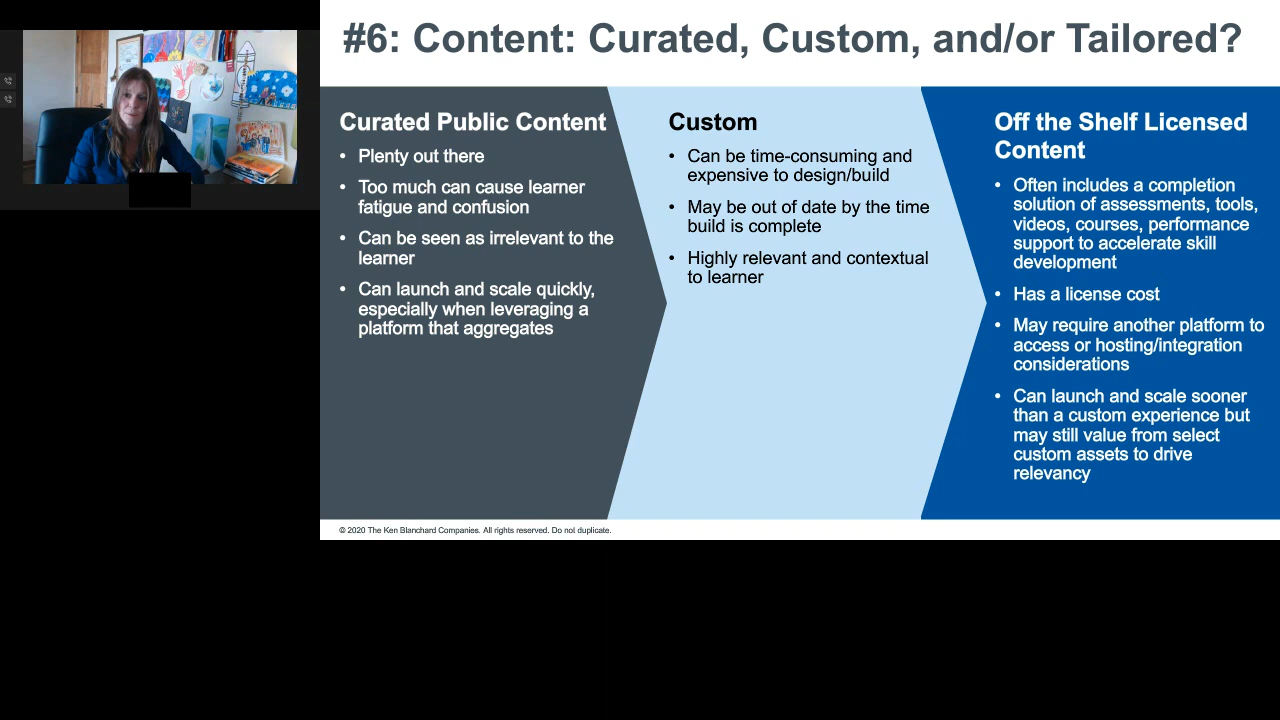 #6: Content: Curated, Custom, and/or Tailored?
Curated Public Content
• Plenty out there
• Too much can cause learner
fatigue and confusion
• Can be seen as irrelevant to the
learner
• Can launch and scale quickly,
especially when leveraging a
platform that aggregates
Custom
• Can be time-consuming and
expensive to design/build
• May be out of date by the time
build is complete
• Highly relevant and contextual
to learner
Off the Shelf Licensed
Content
• Often includes a completion
solution of assessments, tools,
videos, courses, performance
support to accelerate skill
development
• Has a license cost
• May require another platform to
access or hosting/integration
considerations
• Can launch and scale sooner
than a custom experience but
may still value from select
custom assets to drive
relevancy
© 2020 The Ken Blanchard Companies. All rights reserved. Do not duplicate.